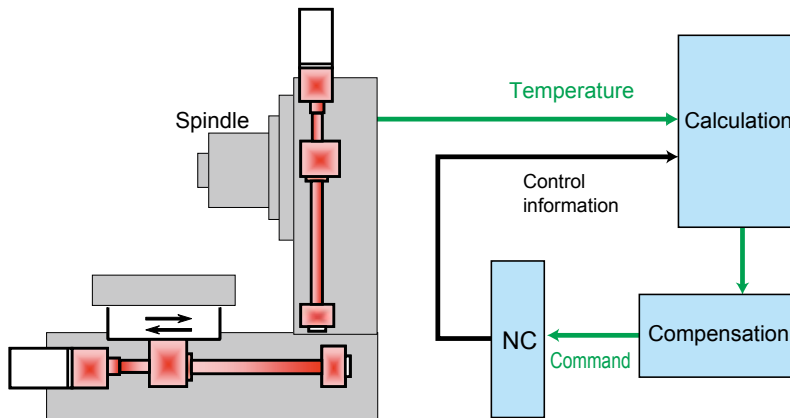 Temperature
Spindle
Calculation
Control
information
NC
Compensation
Command